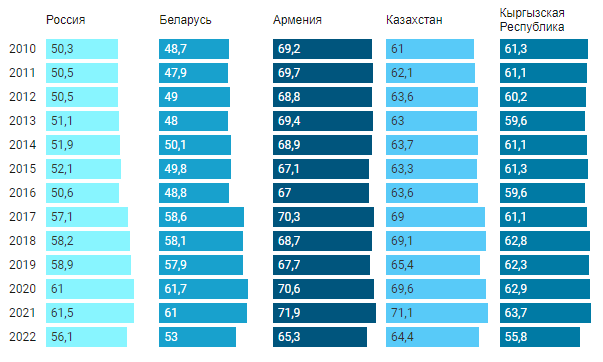 Россия Беларусь Армения Казахстан Кыргызская Республика
2010 50,3 48,7 69,2 61 61,3
2011 50,5 47,9 69,7 62,1 61,1
2012 50,5 49 68,8 63,6 60,2
2013 51,1 48 69,4 63 59,6
2014 51,9 50,1 68,9 63,7 61,1
2015 52,1 49,8 67,1 63,3 61,3
2016 50,6 48,8 67 63,6 59,6
2017 57,1 58,6 70,3 69 61,1
2018 58,2 58,1 68,7 69,1 62,8
2019 58,9 57,9 67,7 65,4 62,3
2020 61 61,7 70,6 69,6 62,9
2021 61,5 61 71,9 71,1 63,7
2022 56,1 53 65,3 64,4 55,8